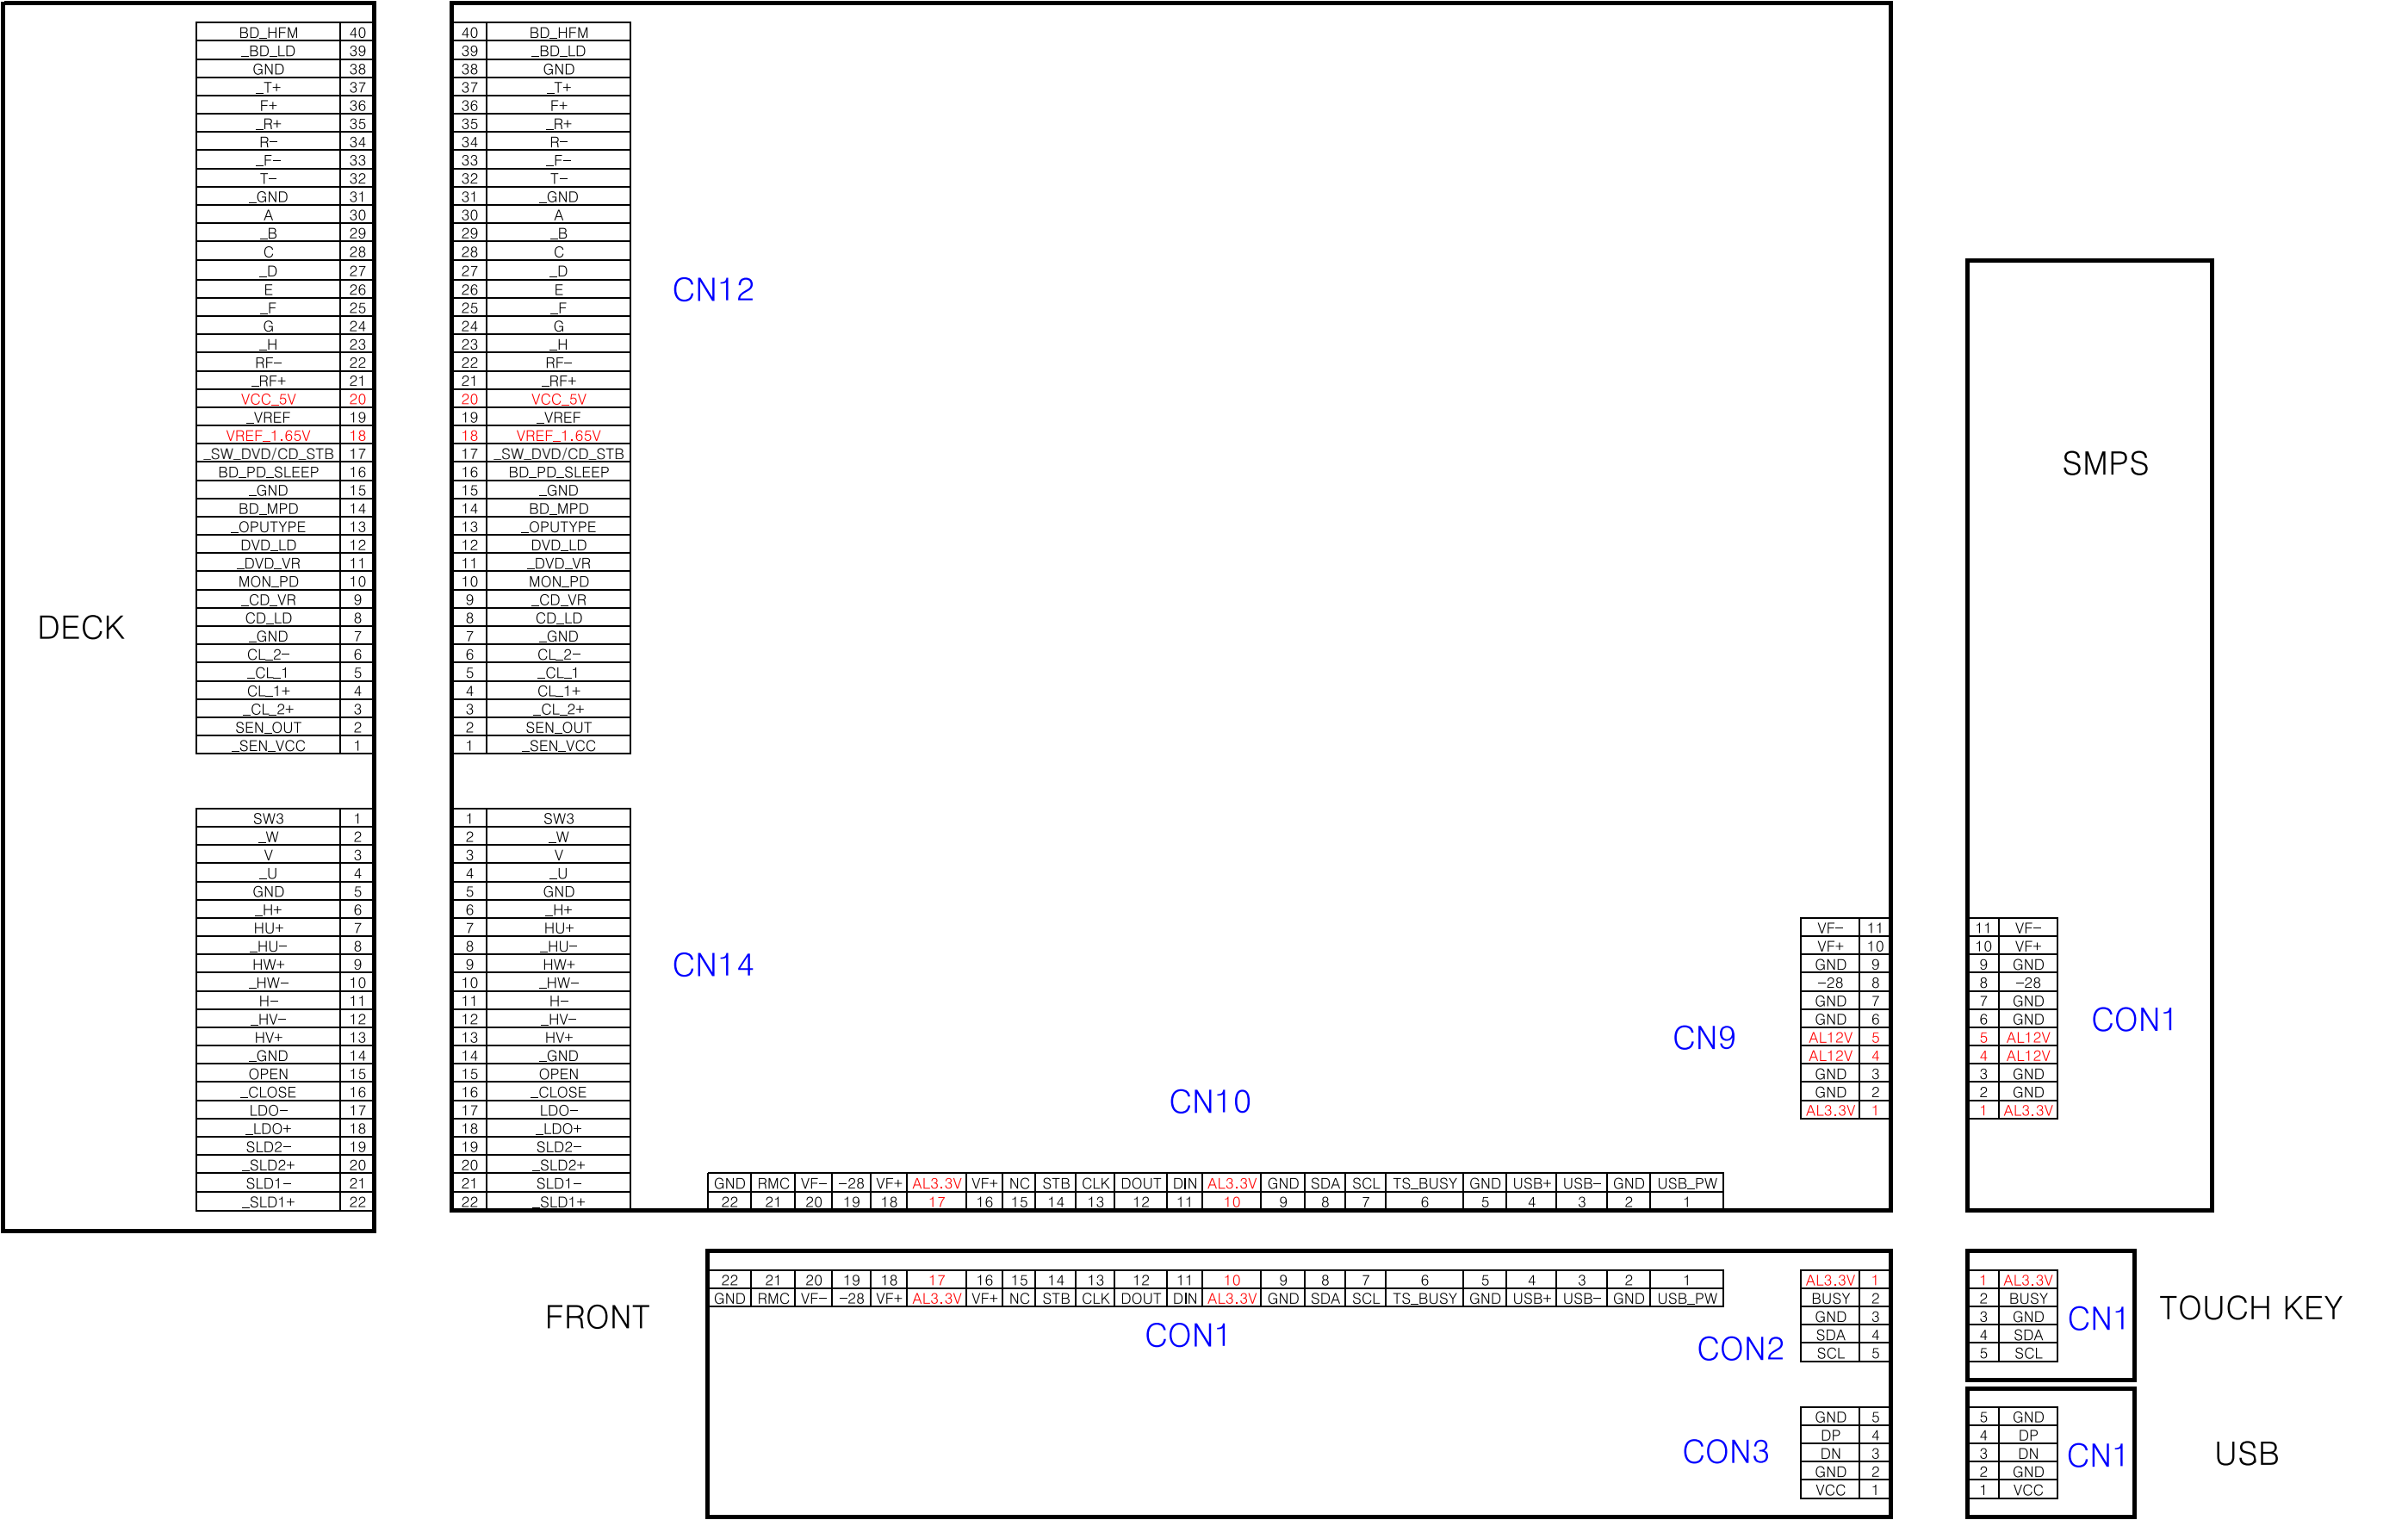 BD_HFM 40 40 BD_HFM
_BD_LD 39 39 _BD_LD
GND 38 38 GND
_T+ 37 37 _T+
F+ 36 36 F+
_R+ 35 35 _R+
R- 34 34 R-
_F- 33 33 _F-
T- 32 32 T-
_GND 31 31 _GND
A 30 30 A
_B 29 29 _B
C 28 28 C
_D 27 27 _D
E 26 26 E
CN12
_F 25 25 _F
G 24 24 G
_H 23 23 _H
RF- 22 22 RF-
_RF+ 21 21 _RF+
VCC_5V 20 20 VCC_5V
_VREF 19 19 _VREF
VREF_1.65V 18 18 VREF_1.65V
_SW_DVD/CD_STB 17 17 _SW_DVD/CD_STB
SMPS
BD_PD_SLEEP 16 16 BD_PD_SLEEP
_GND 15 15 _GND
BD_MPD 14 14 BD_MPD
_OPUTYPE 13 13 _OPUTYPE
DVD_LD 12 12 DVD_LD
_DVD_VR 11 11 _DVD_VR
MON_PD 10 10 MON_PD
_CD_VR 9 9 _CD_VR
CD_LD 8 8 CD_LD
DECK
_GND 7 7 _GND
CL_2- 6 6 CL_2-
_CL_1 5 5 _CL_1
CL_1+ 4 4 CL_1+
_CL_2+ 3 3 _CL_2+
SEN_OUT 2 2 SEN_OUT
_SEN_VCC 1 1 _SEN_VCC
SW3 1 1 SW3
_W 2 2 _W
V 3 3 V
_U 4 4 _U
GND 5 5 GND
_H+ 6 6 _H+
HU+ 7 7 HU+
_HU- 8 8 _HU-
HW+ 9 9 HW+
CN14
_HW- 10 10 _HW-
H- 11 11 H-
_HV- 12 12 _HV-
HV+ 13 13 HV+
_GND 14 14 _GND
OPEN 15 15 OPEN
_CLOSE 16 16 _CLOSE
LDO- 17 17 LDO-
_LDO+ 18 18 _LDO+
SLD2- 19 19 SLD2-
_SLD2+ 20 20 _SLD2+
SLD1- 21 21 SLD1-
_SLD1+ 22 22 _SLD1+
VF- 11 11 VF-
VF+ 10 10 VF+
GND 9 9 GND
-28 8 8 -28
GND 7 7 GND
GND 6 6 GND
CON1
CN9
AL12V 5 5 AL12V
AL12V 4 4 AL12V
GND 3 3 GND
GND 2 2 GND
AL3.3V 1 1 AL3.3V
CN10
GND RMC VF- -28 VF+ AL3.3V VF+ NC STB CLK DOUT DIN AL3.3V GND SDA SCL TS_BUSY GND USB+ USB- GND USB_PW
22 21 20 19 18 17 16 15 14 13 12 11 10 9 8 7 6 5 4 3 2 1
22 21 20 19 18 17 16 15 14 13 12 11 10 9 8 7 6 5 4 3 2 1
GND RMC VF- -28 VF+ AL3.3V VF+ NC STB CLK DOUT DIN AL3.3V GND SDA SCL TS_BUSY GND USB+ USB- GND USB_PW
FRONT
CON1
CON2
AL3.3V 1 1 AL3.3V
BUSY 2 2 BUSY
GND 3 3 GND
SDA 4 4 SDA
SCL 5 5 SCL
CN1
TOUCH KEY
CON3
GND 5 5 GND
DP 4 4 DP
DN 3 3 DN
GND 2 2 GND
VCC 1 1 VCC
CN1
USB